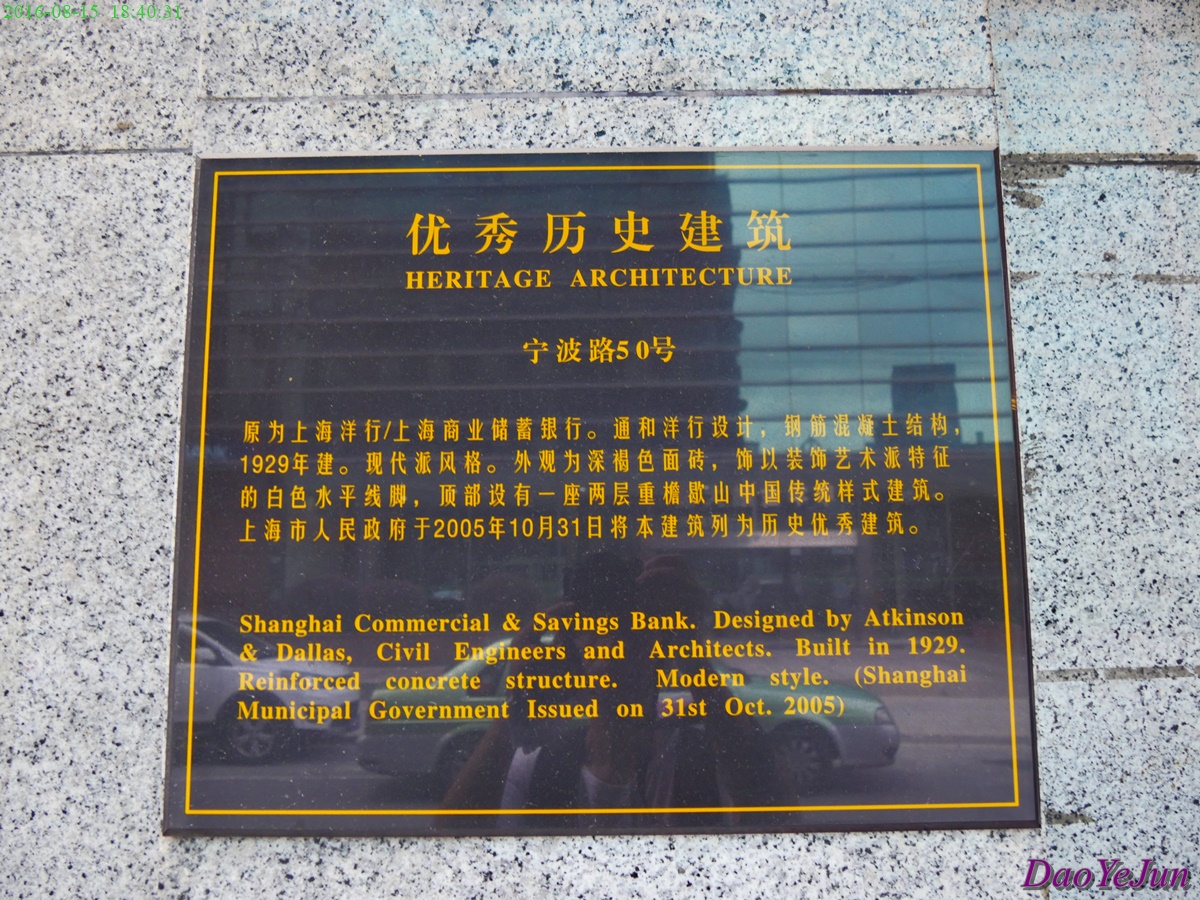 2016-08-15 18:40:31
优秀历史建筑
HERITAGE ARCHITECTURE
宁波路50号
原为上海洋行/上海商业储蓄银行。通和洋行设计，钢筋混凝土结构，
1929年建。现代派风格。外观为深褐色面砖，饰以装饰艺术派特征
的白色水平线脚，顶部设有一座两层重檐歇山中国传统样式建筑。
上海市人民政府于2005年10月31日将本建筑列为历史优秀建筑。
Shanghai Commercial & Savings Bank. Designed by Atkinson
& Dallas, Civil Engineers and Architects. Built in 1929.
Reinforced concrete structure. Modern style. (Shanghai
Municipal Government Issued on 31st Oct. 2005)
DaoYeJun